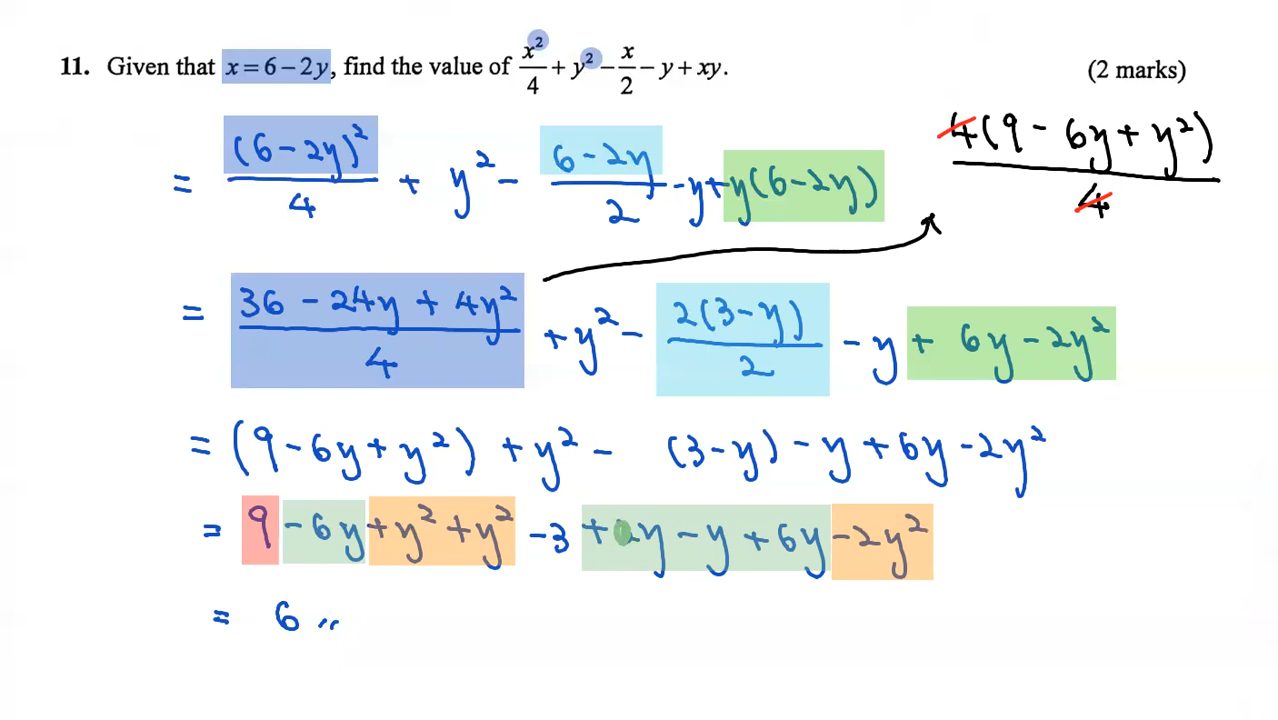 11. Given that x = 6 − 2y, find the value of x²/4 + y² − x/2 − y + xy. (2 marks)
4(9 − 6y + y²)/4
= (6 − 2y)²/4 + y² − (6 − 2y)/2 − y + y(6 − 2y)
= (36 − 24y + 4y²)/4 + y² − 2(3 − y)/2 − y + 6y − 2y²
= (9 − 6y + y²) + y² − (3 − y) − y + 6y − 2y²
= 9 − 6y + y² + y² − 3 + y − y + 6y − 2y²
= 6 〃